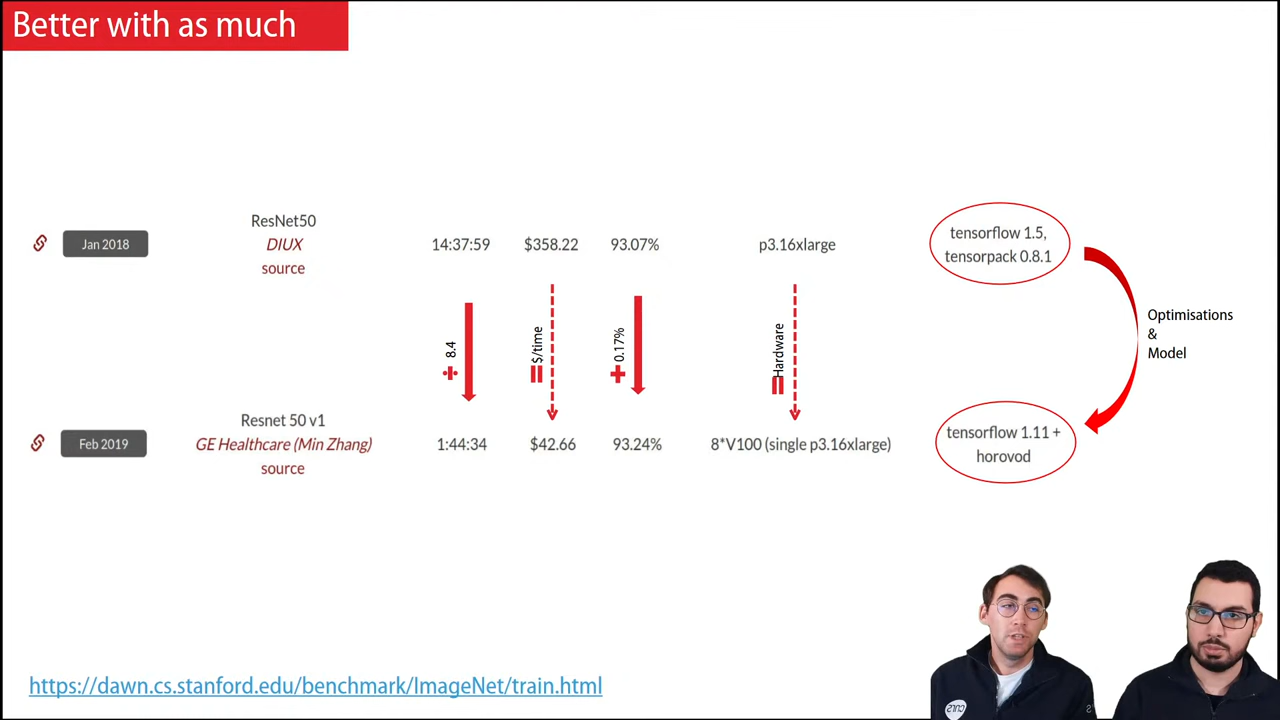 Better with as much
Jan 2018
ResNet50
DIUX
source
14:37:59
$358.22
93.07%
p3.16xlarge
tensorflow 1.5,
tensorpack 0.8.1
÷ 8.4
= $/time
+ 0.17%
= Hardware
Optimisations
&
Model
Feb 2019
Resnet 50 v1
GE Healthcare (Min Zhang)
source
1:44:34
$42.66
93.24%
8*V100 (single p3.16xlarge)
tensorflow 1.11 +
horovod
https://dawn.cs.stanford.edu/benchmark/ImageNet/train.html